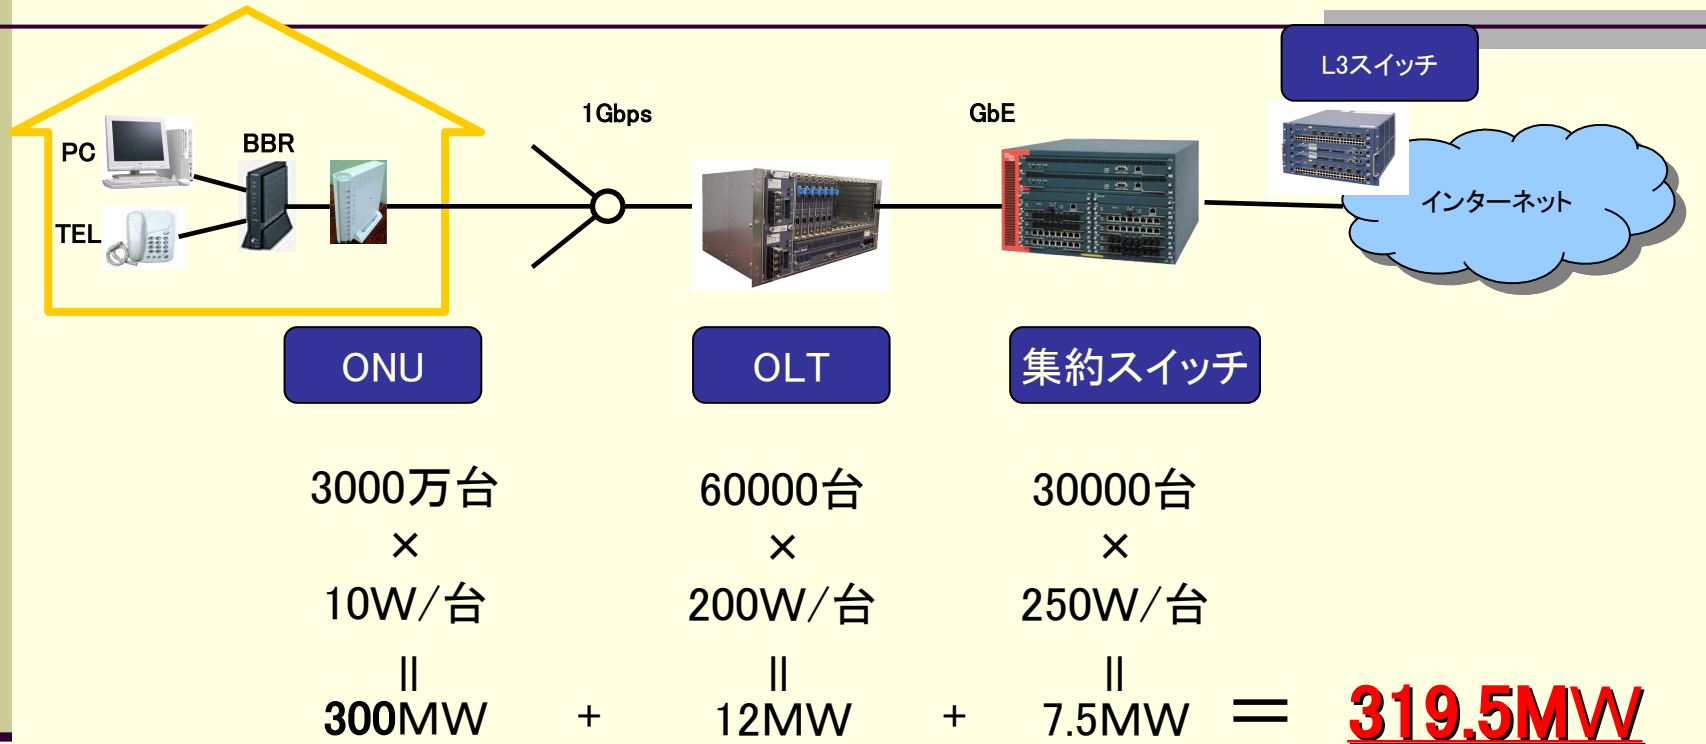 L3スイッチ
1Gbps
GbE
PC
BBR
TEL
インターネット
ONU
OLT
集約スイッチ
3000万台
60000台
30000台
×
×
×
10W/台
200W/台
250W/台
||
||
||
300MW + 12MW + 7.5MW = 319.5MW